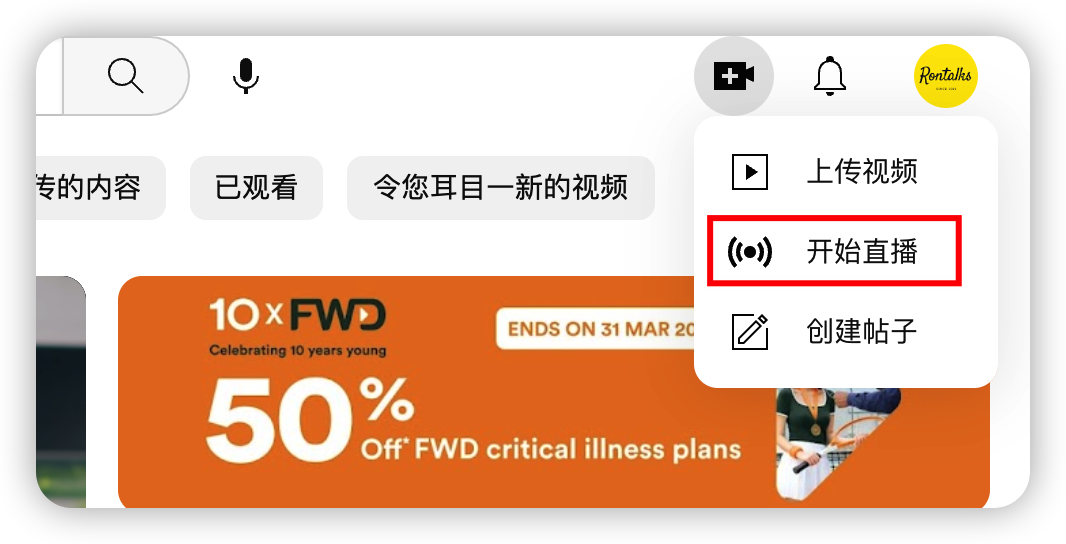 Rontalks
传的内容
已观看
令您耳目一新的视频
上传视频
开始直播
创建帖子
10 x FWD
Celebrating 10 years young
ENDS ON 31 MAR 20
50%
Off* FWD critical illness plans